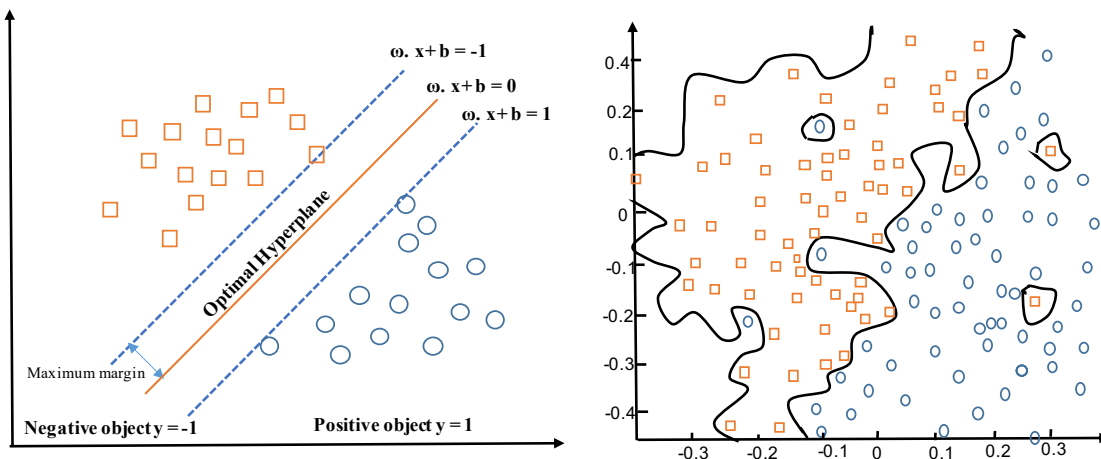 ω. x+b = -1
ω. x+b = 0
ω. x+b = 1
Optimal Hyperplane
Maximum margin
Negative object y = -1
Positive object y = 1
0.4
0.2
0.1
0
-0.1
-0.2
-0.3
-0.4
-0.3
-0.2
-0.1
0
0.1
0.2
0.3